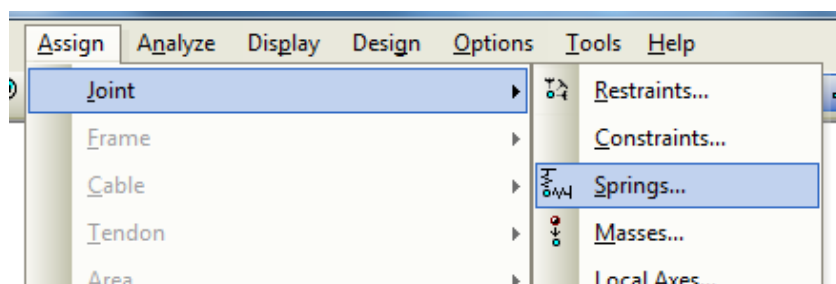 Assign Analyze Display Design Options Tools Help
Joint
Restraints...
Frame
Constraints...
Cable
Springs...
Tendon
Masses...
Area
Local Axes...